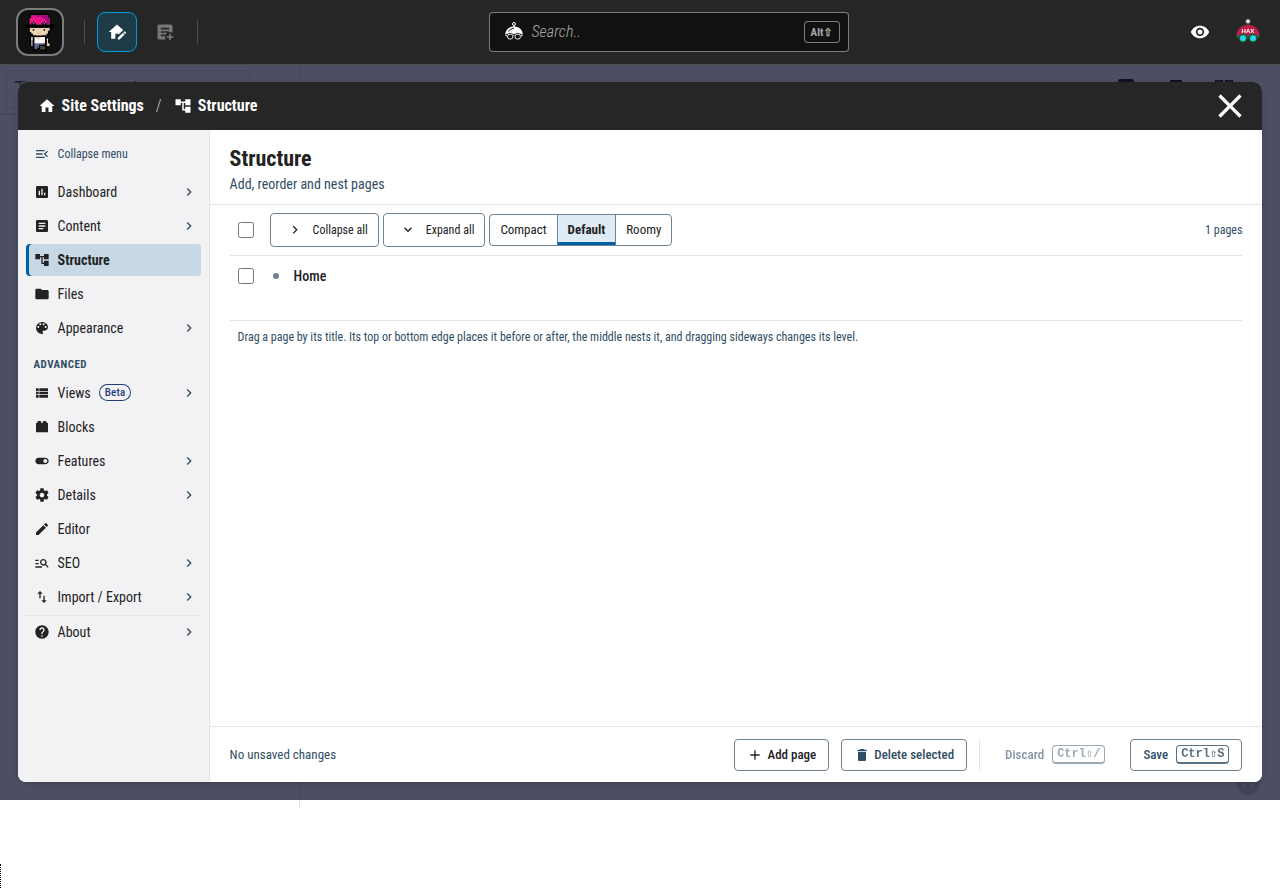 Search..
Alt⇧
HAX
Site Settings / Structure
Collapse menu
Dashboard
Content
Structure
Files
Appearance
ADVANCED
Views Beta
Blocks
Features
Details
Editor
SEO
Import / Export
About
Structure
Add, reorder and nest pages
Collapse all Expand all Compact Default Roomy 1 pages
Home
Drag a page by its title. Its top or bottom edge places it before or after, the middle nests it, and dragging sideways changes its level.
No unsaved changes Add page Delete selected Discard Ctrl⇧/ Save Ctrl⇧S